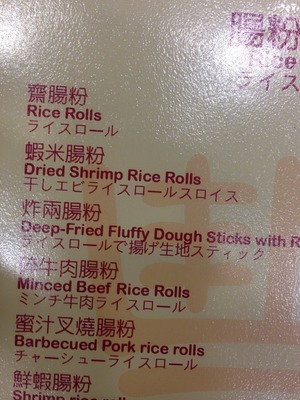 腸粉
Rice
ライス
齋腸粉
Rice Rolls
ライスロール
蝦米腸粉
Dried Shrimp Rice Rolls
干しエビライスロールスロイス
炸兩腸粉
Deep-Fried Fluffy Dough Sticks with R
ライスロールで揚げ生地スティック
牛肉腸粉
Minced Beef Rice Rolls
ミンチ牛肉ライスロール
蜜汁叉燒腸粉
Barbecued Pork rice rolls
チャーシューライスロール
鮮蝦腸粉
Shrimp rice rolls